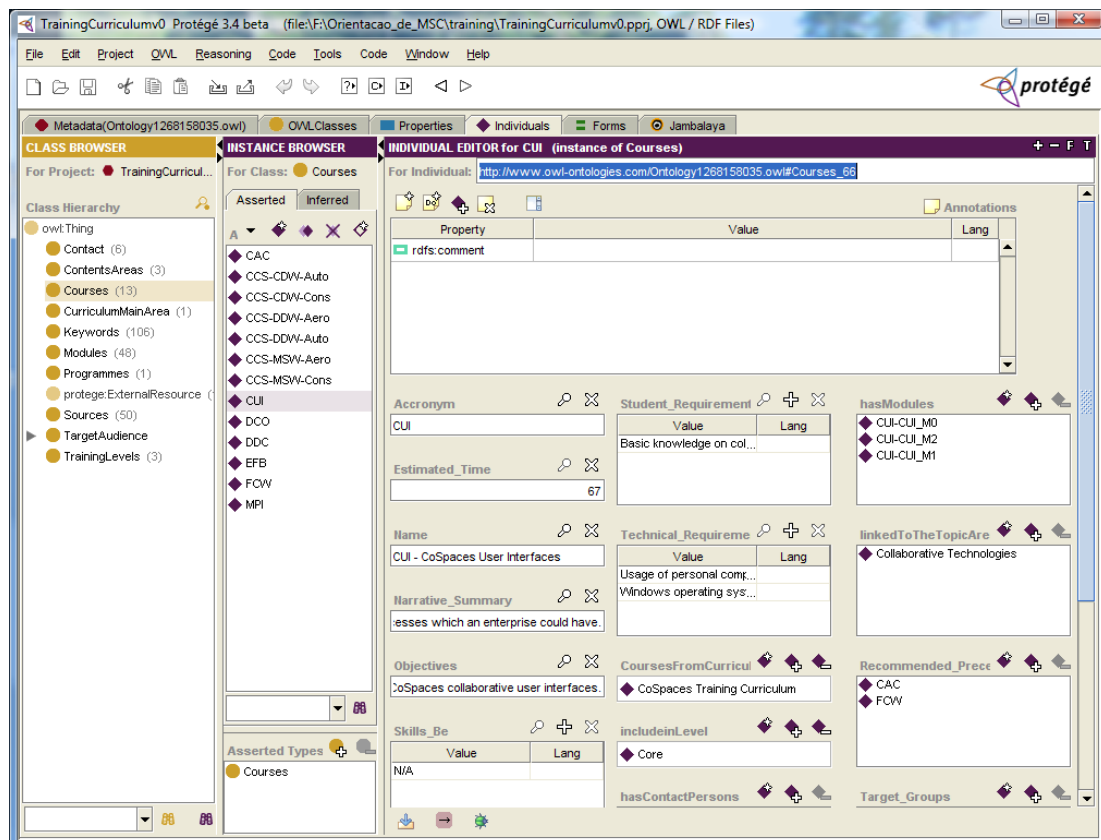 TrainingCurriculumv0 Protégé 3.4 beta (file:\F:\Orientacao_de_MSC\training\TrainingCurriculumv0.pprj, OWL / RDF Files)
File Edit Project OWL Reasoning Code Tools Code Window Help
protégé
Metadata(Ontology1268158035.owl) OWLClasses Properties Individuals Forms Jambalaya
CLASS BROWSER
For Project: TrainingCurricul...
Class Hierarchy
owl:Thing
Contact (6)
ContentsAreas (3)
Courses (13)
CurriculumMainArea (1)
Keywords (106)
Modules (48)
Programmes (1)
protege:ExternalResource (
Sources (50)
TargetAudience
TrainingLevels (3)
INSTANCE BROWSER
For Class: Courses
Asserted Inferred
A
CAC
CCS-CDW-Auto
CCS-CDW-Cons
CCS-DDW-Aero
CCS-DDW-Auto
CCS-MSW-Aero
CCS-MSW-Cons
CUI
DCO
DDC
EFB
FCW
MPI
Asserted Types
Courses
INDIVIDUAL EDITOR for CUI (instance of Courses) + − F T
For Individual: http://www.owl-ontologies.com/Ontology1268158035.owl#Courses_66
Annotations
Property Value Lang
rdfs:comment
Accronym
CUI
Estimated_Time
67
Name
CUI - CoSpaces User Interfaces
Narrative_Summary
esses which an enterprise could have.
Objectives
CoSpaces collaborative user interfaces.
Skills_Be
Value Lang
N/A
Student_Requirement
Value Lang
Basic knowledge on col...
Technical_Requireme
Value Lang
Usage of personal comp...
Windows operating sys...
CoursesFromCurricul
CoSpaces Training Curriculum
includeinLevel
Core
hasContactPersons
hasModules
CUI-CUI_M0
CUI-CUI_M2
CUI-CUI_M1
linkedToTheTopicAre
Collaborative Technologies
Recommended_Prece
CAC
FCW
Target_Groups